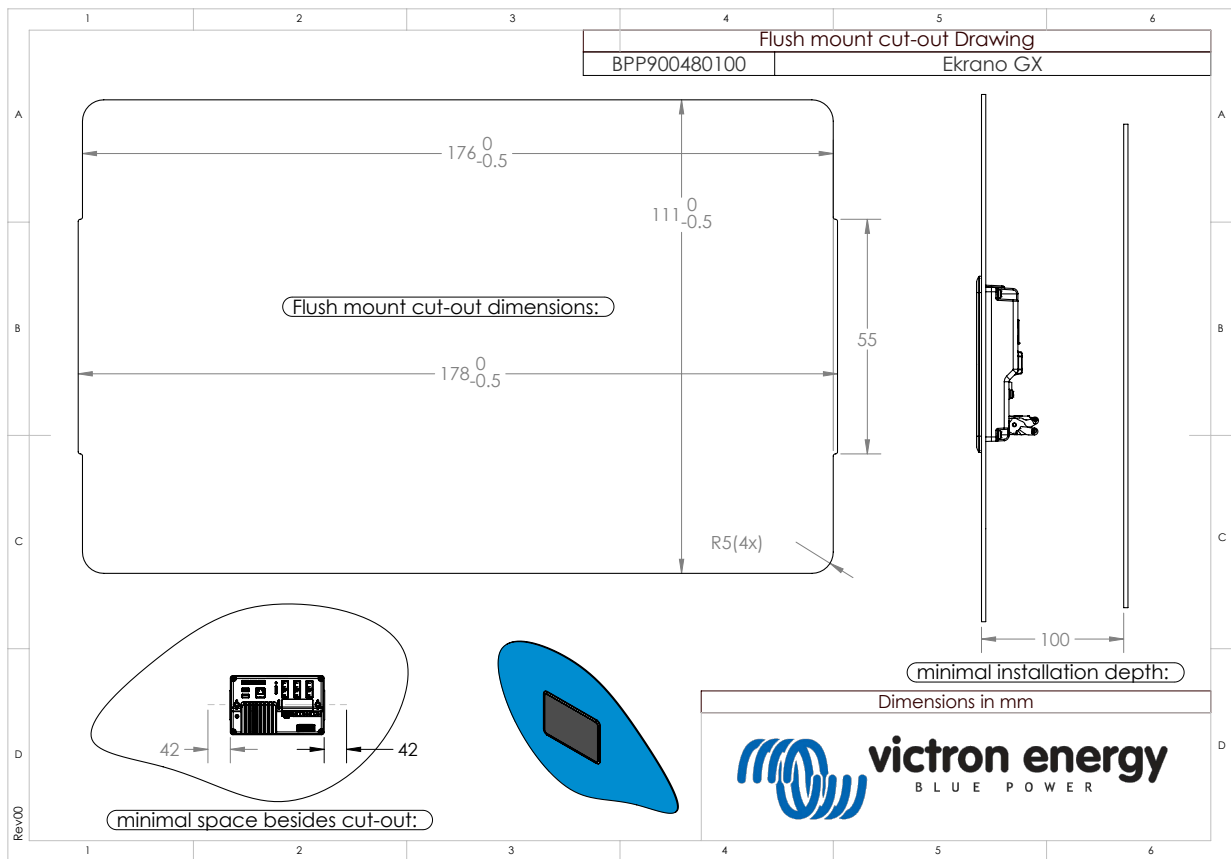 1 2 3 4 5 6
Flush mount cut-out Drawing
BPP900480100 Ekrano GX
A A
176 0 -0.5
111 0 -0.5
Flush mount cut-out dimensions:
B B
55
178 0 -0.5
R5(4x)
C C
100
minimal installation depth:
Dimensions in mm
42 42
D D
victron energy
BLUE POWER
minimal space besides cut-out:
Rev00
1 2 3 4 5 6